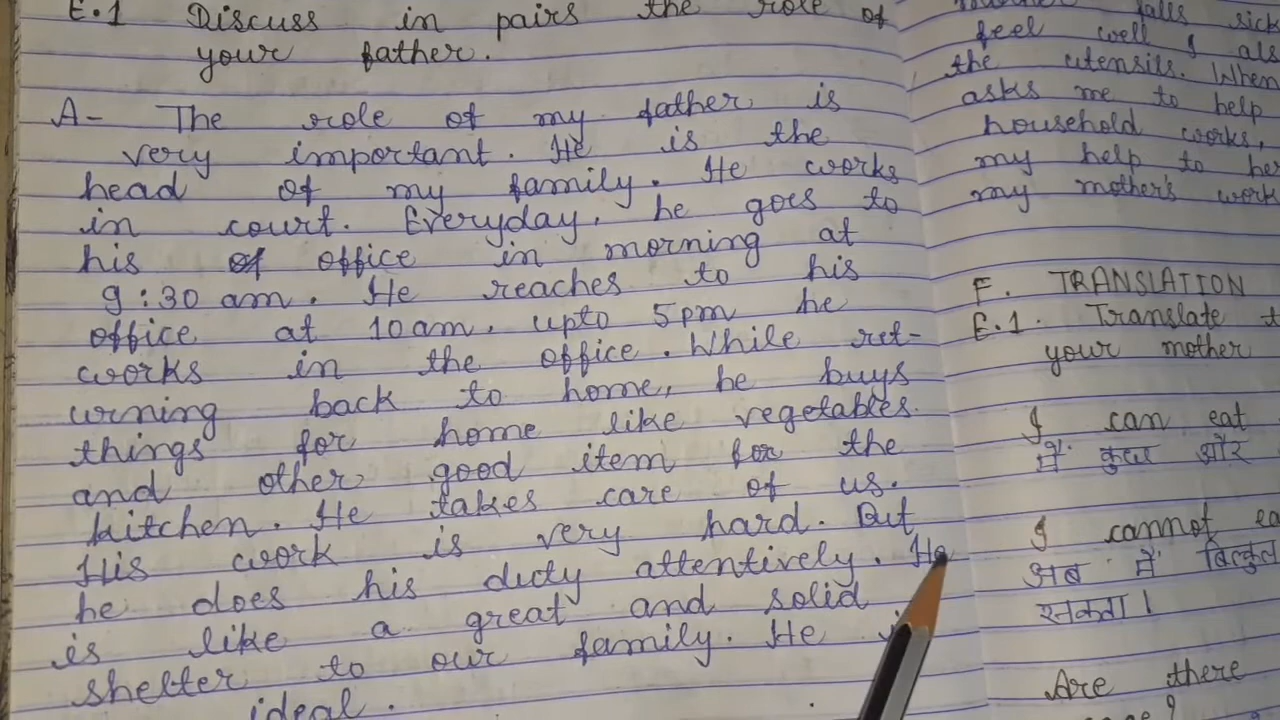 E.1 Discuss in pairs the role of
your father.
A- The role of my father is
very important. He is the
head of my family. He works
in court. Everyday, he goes to
his office in morning at
9:30 am. He reaches to his
office at 10am. upto 5pm he
works in the office. While ret-
urning back to home, he buys
things for home like vegetables
and other good item for the
kitchen. He takes care of us.
His work is very hard. But
he does his duty attentively. He
is like a great and solid
shelter to our family. He
ideal.
falls sick
feel well I als
the utensils. When
asks me to help
household works,
my help to her
my mother's work
F. TRANSLATION
E.1. Translate t
your mother
I can eat
मैं कुछ और
I cannot ea
अब मैं बिल्कुल
सकता।
Are there